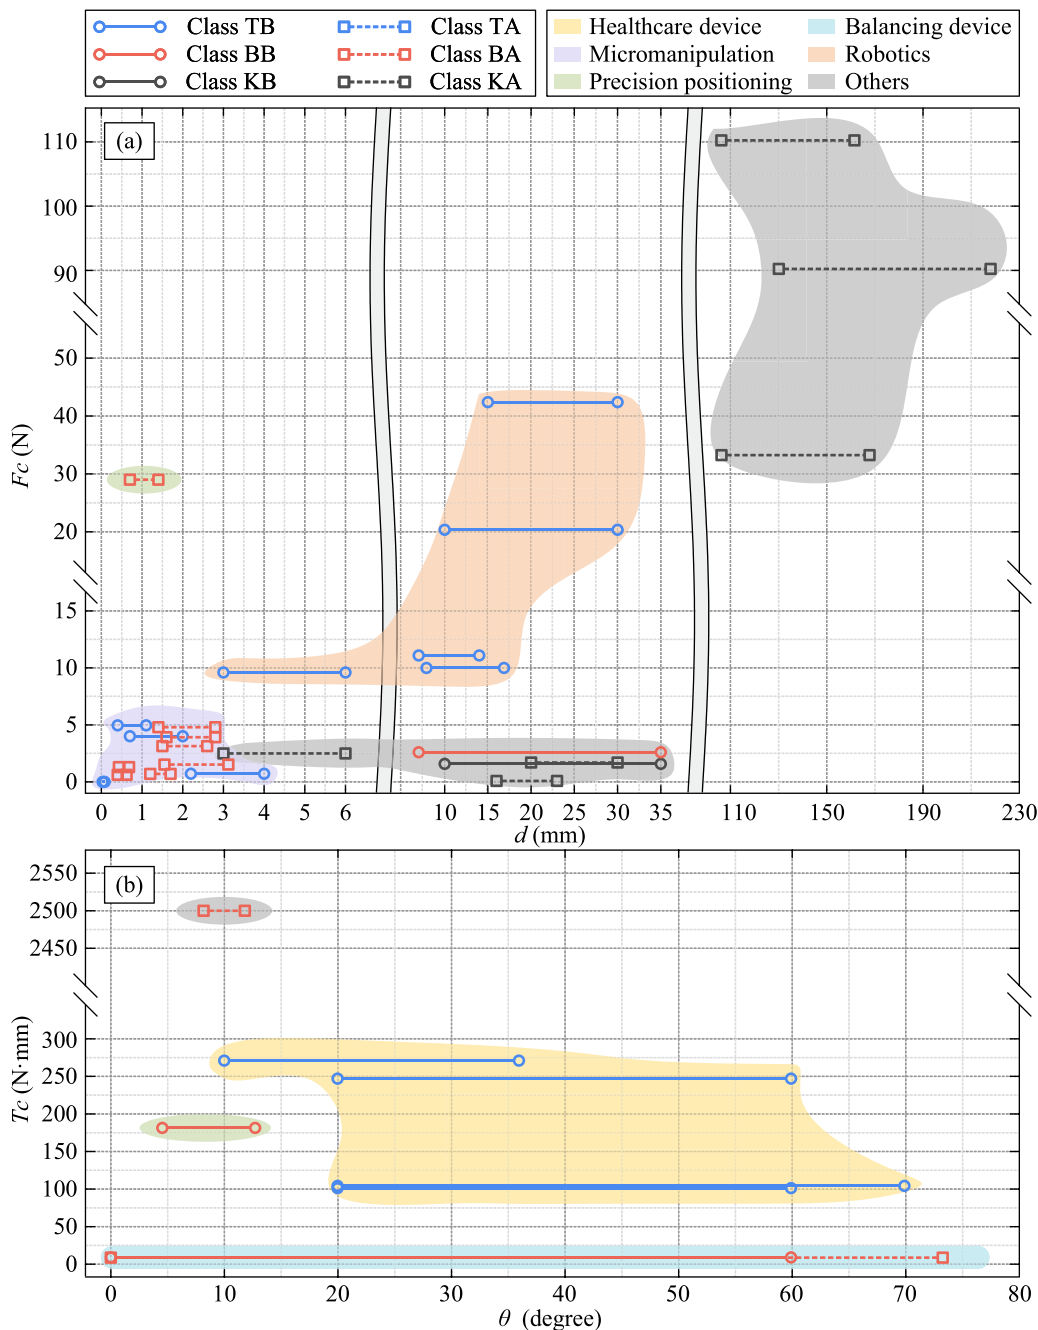 Class TB Class TA Healthcare device Balancing device
Class BB Class BA Micromanipulation Robotics
Class KB Class KA Precision positioning Others
(a)
110
100
90
50
40
30
20
15
10
5
0
Fc (N)
0 1 2 3 4 5 6 10 15 20 25 30 35 110 150 190 230
d (mm)
(b)
2550
2500
2450
300
250
200
150
100
50
0
Tc (N·mm)
0 10 20 30 40 50 60 70 80
θ (degree)